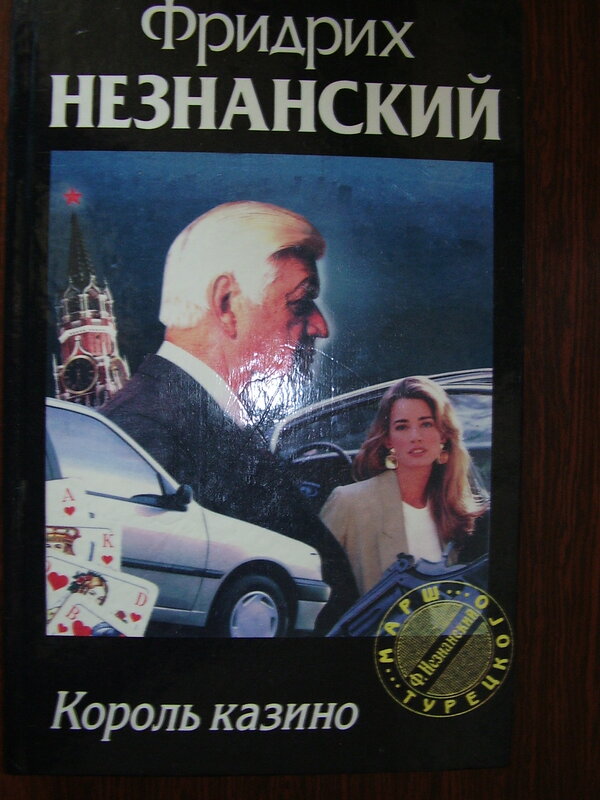 Фридрих
НЕЗНАНСКИЙ
A
K
D
B
МАРШ...
Ф.Незнанский
ТУРЕЦКОГО...
Король казино